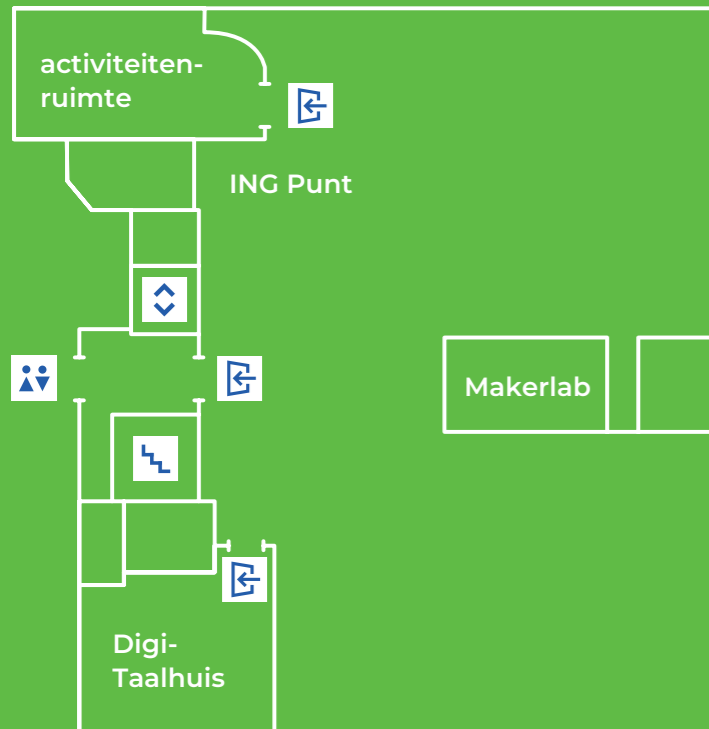 activiteiten-
ruimte
ING Punt
Makerlab
Digi-
Taalhuis